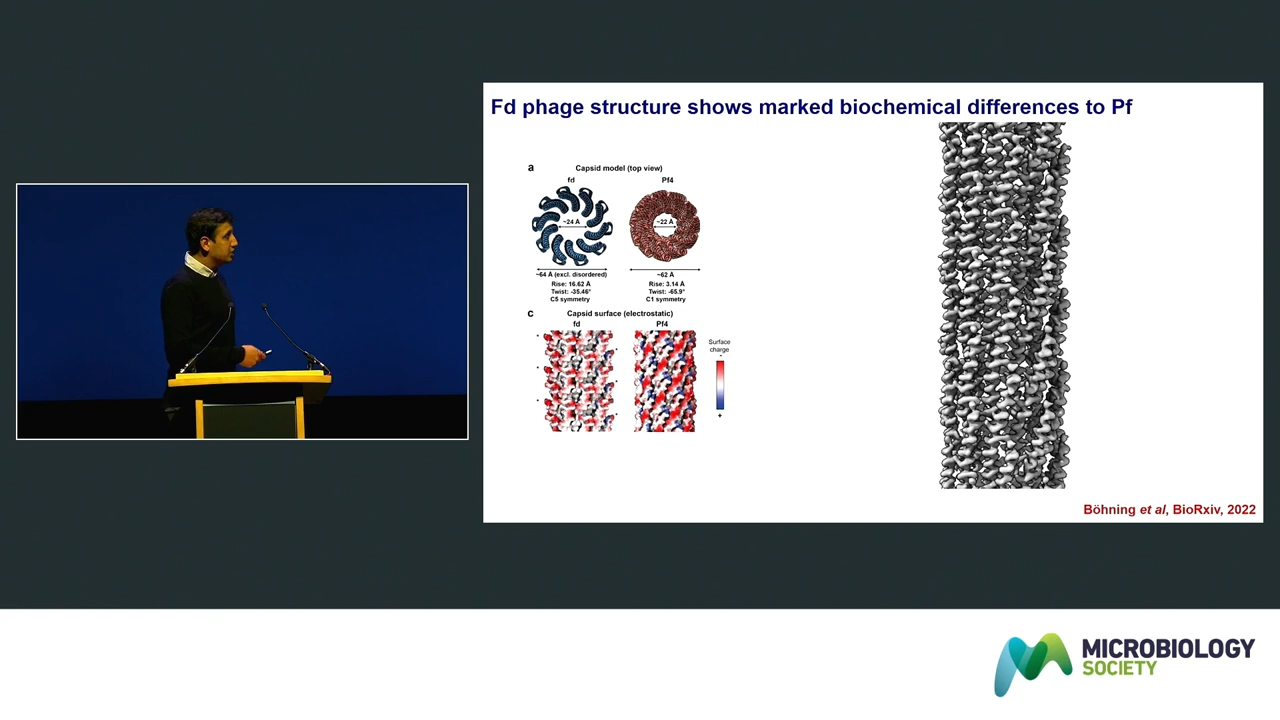 Fd phage structure shows marked biochemical differences to Pf
a
Capsid model (top view)
fd
Pf4
~24 Å
~22 Å
~64 Å (excl. disordered)
~62 Å
Rise: 16.62 Å
Rise: 3.14 Å
Twist: -35.46°
Twist: -65.9°
C5 symmetry
C1 symmetry
c
Capsid surface (electrostatic)
fd
Pf4
Surface
charge
-
+
Böhning et al, BioRxiv, 2022
MICROBIOLOGY
SOCIETY